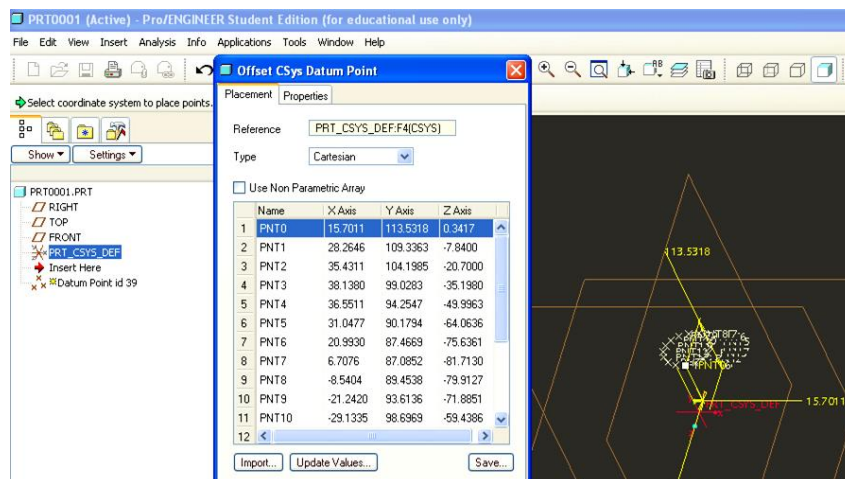 PRT0001 (Active) - Pro/ENGINEER Student Edition (for educational use only)
File Edit View Insert Analysis Info Applications Tools Window Help
Offset CSys Datum Point
Select coordinate system to place points.
Show Settings
PRT0001.PRT
RIGHT
TOP
FRONT
PRT_CSYS_DEF
Insert Here
Datum Point id 39
Placement Properties
Reference PRT_CSYS_DEF:F4(CSYS)
Type Cartesian
Use Non Parametric Array
Name X Axis Y Axis Z Axis
1 PNT0 15.7011 113.5318 0.3417
2 PNT1 28.2646 109.3363 -7.8400
3 PNT2 35.4311 104.1985 -20.7000
4 PNT3 38.1380 99.0283 -35.1980
5 PNT4 36.5511 94.2547 -49.9963
6 PNT5 31.0477 90.1794 -64.0636
7 PNT6 20.9930 87.4669 -75.6361
8 PNT7 6.7076 87.0852 -81.7130
9 PNT8 -8.5404 89.4538 -79.9127
10 PNT9 -21.2420 93.6136 -71.8851
11 PNT10 -29.1335 98.6969 -59.4386
12
Import... Update Values... Save...
113.5318
15.7011